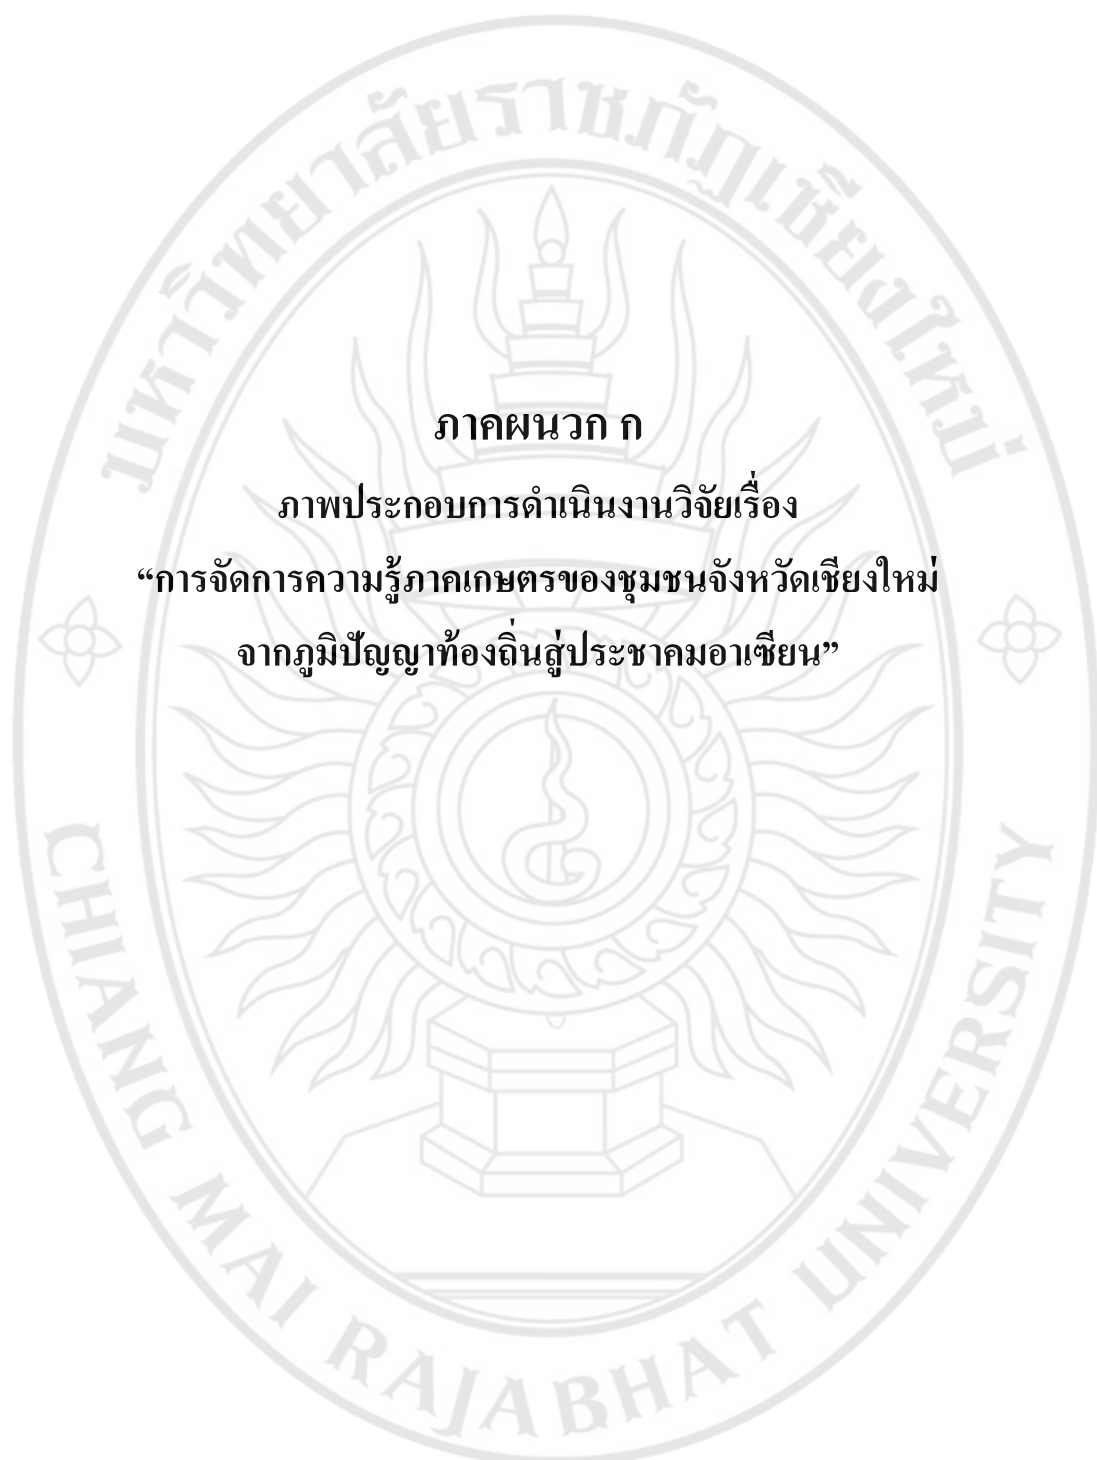 มหาวิทยาลัยราชภัฏเชียงใหม่
ภาคผนวก ก
ภาพประกอบการดำเนินงานวิจัยเรื่อง
“การจัดการความรู้ภาคเกษตรของชุมชนจังหวัดเชียงใหม่
จากภูมิปัญญาท้องถิ่นสู่ประชาคมอาเซียน”
CHIANG MAI RAJABHAT UNIVERSITY